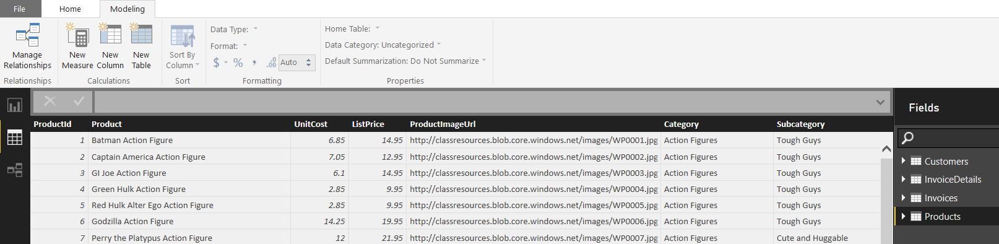 File Home Modeling
Manage Relationships
New Measure
New Column
New Table
Sort By Column
Data Type:
Format:
$ % , .00 Auto
Home Table:
Data Category: Uncategorized
Default Summarization: Do Not Summarize
Relationships Calculations Sort Formatting Properties
Fields
ProductId Product UnitCost ListPrice ProductImageUrl Category Subcategory
1 Batman Action Figure 6.85 14.95 http://classresources.blob.core.windows.net/images/WP0001.jpg Action Figures Tough Guys
2 Captain America Action Figure 7.05 12.95 http://classresources.blob.core.windows.net/images/WP0002.jpg Action Figures Tough Guys
3 GI Joe Action Figure 6.1 14.95 http://classresources.blob.core.windows.net/images/WP0003.jpg Action Figures Tough Guys
4 Green Hulk Action Figure 2.85 9.95 http://classresources.blob.core.windows.net/images/WP0004.jpg Action Figures Tough Guys
5 Red Hulk Alter Ego Action Figure 2.85 9.95 http://classresources.blob.core.windows.net/images/WP0005.jpg Action Figures Tough Guys
6 Godzilla Action Figure 14.25 19.95 http://classresources.blob.core.windows.net/images/WP0006.jpg Action Figures Tough Guys
7 Perry the Platypus Action Figure 12 21.95 http://classresources.blob.core.windows.net/images/WP0007.jpg Action Figures Cute and Huggable
Customers
InvoiceDetails
Invoices
Products